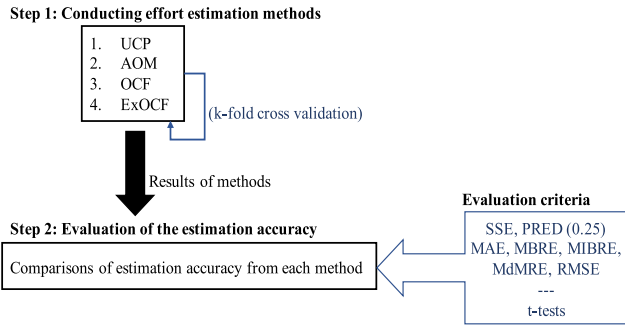 Step 1: Conducting effort estimation methods
1. UCP
2. AOM
3. OCF
4. ExOCF
(k-fold cross validation)
Results of methods
Evaluation criteria
Step 2: Evaluation of the estimation accuracy
SSE, PRED (0.25)
MAE, MBRE, MIBRE,
MdMRE, RMSE
---
t-tests
Comparisons of estimation accuracy from each method